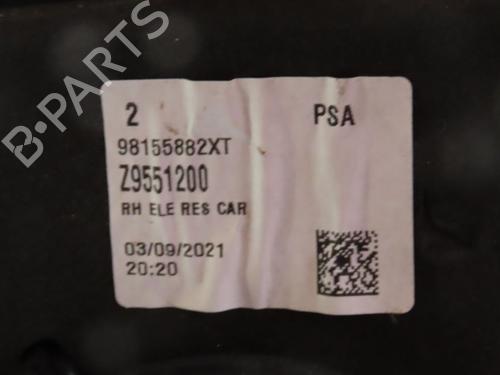 2 PSA
98155882XT
Z9551200
RH ELE RES CAR
03/09/2021
20:20
B-PARTS